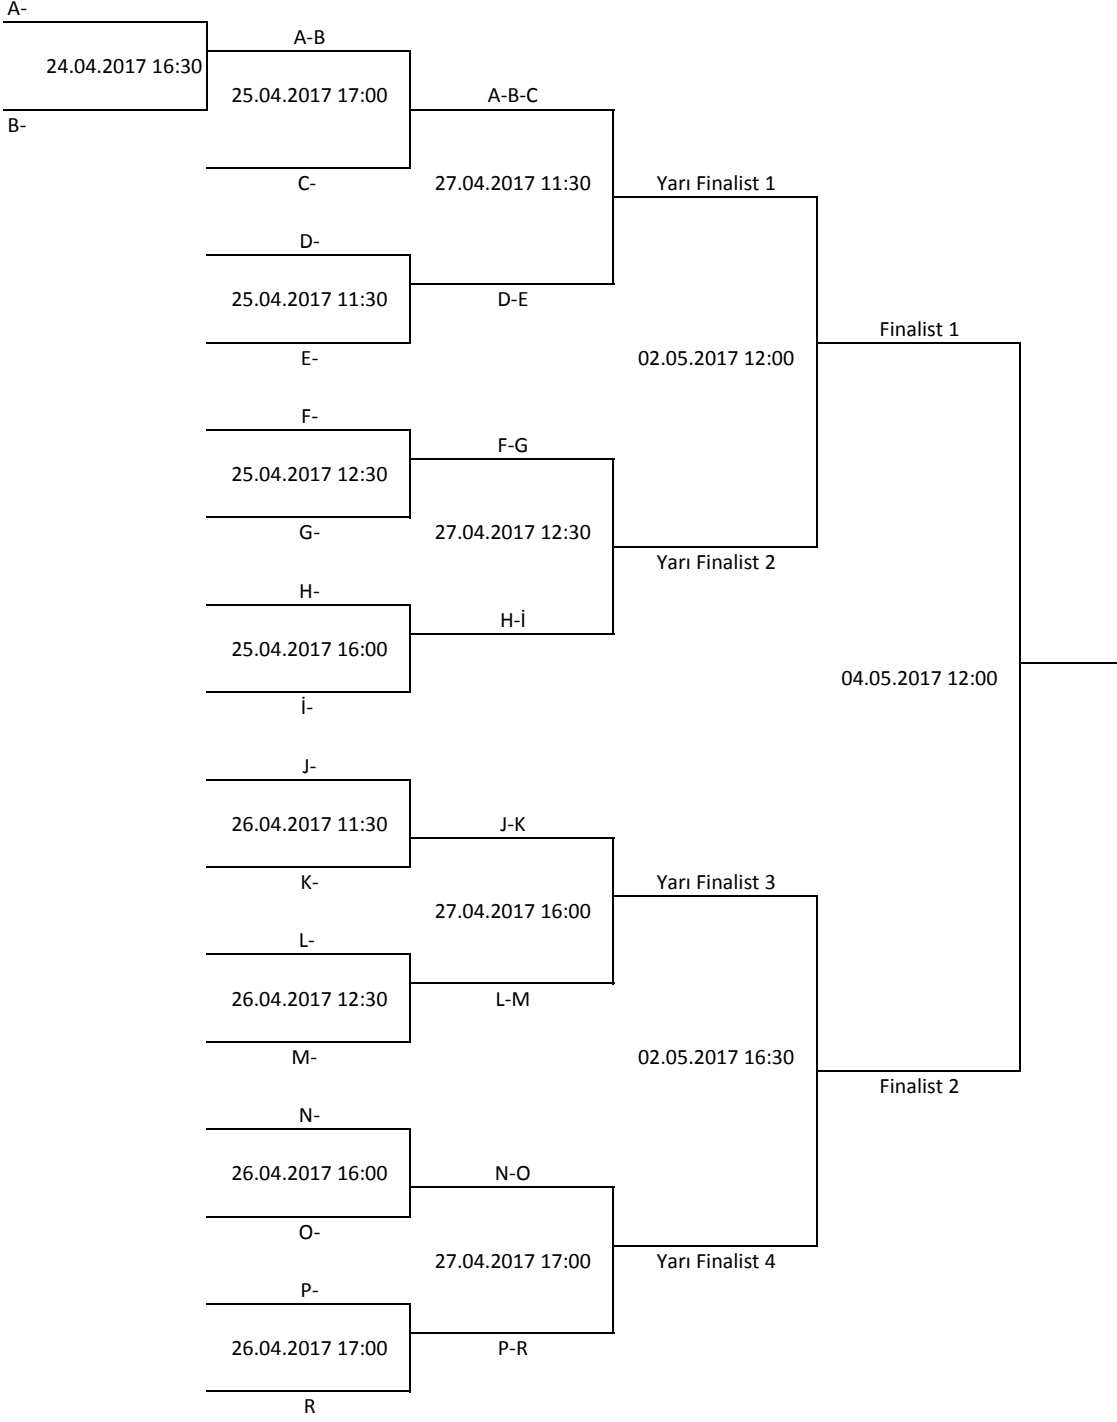 A-
A-B
24.04.2017 16:30
25.04.2017 17:00
A-B-C
B-
C-
27.04.2017 11:30
Yarı Finalist 1
D-
25.04.2017 11:30
D-E
Finalist 1
E-
02.05.2017 12:00
F-
F-G
25.04.2017 12:30
G-
27.04.2017 12:30
Yarı Finalist 2
H-
H-İ
25.04.2017 16:00
04.05.2017 12:00
İ-
J-
26.04.2017 11:30
J-K
K-
Yarı Finalist 3
27.04.2017 16:00
L-
26.04.2017 12:30
L-M
M-
02.05.2017 16:30
Finalist 2
N-
26.04.2017 16:00
N-O
O-
27.04.2017 17:00
Yarı Finalist 4
P-
26.04.2017 17:00
P-R
R